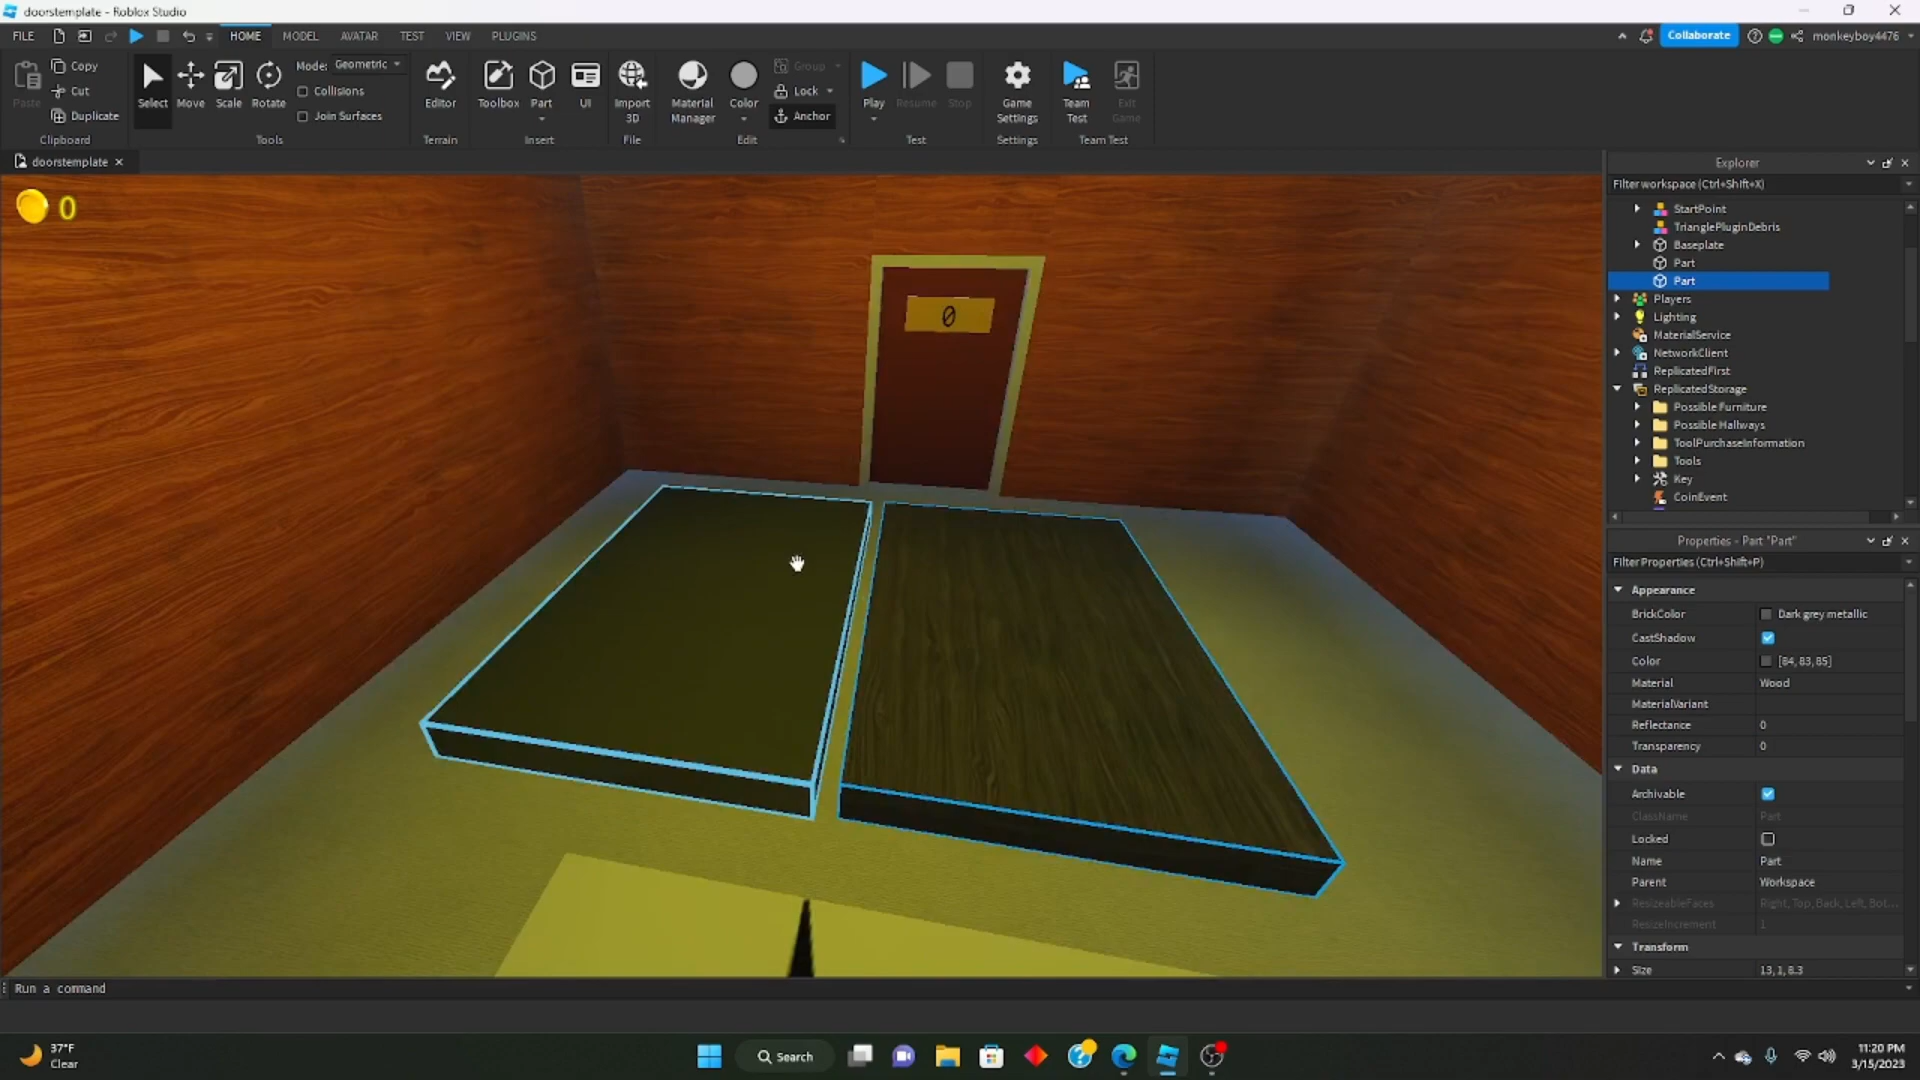 doorstemplate - Roblox Studio
FILE HOME MODEL AVATAR TEST VIEW PLUGINS Collaborate monkeyboy4476
Paste Copy Cut Duplicate Clipboard
Select Move Scale Rotate Mode: Geometric Collisions Join Surfaces Tools
Editor Terrain
Toolbox Part UI Insert
Import 3D File
Material Manager Color Group Lock Anchor Edit
Play Resume Stop Test
Game Settings Settings
Team Test Exit Game Team Test
doorstemplate
0
0
Explorer
Filter workspace (Ctrl+Shift+X)
StartPoint
TrianglePluginDebris
Baseplate
Part
Part
Players
Lighting
MaterialService
NetworkClient
ReplicatedFirst
ReplicatedStorage
Possible Furniture
Possible Hallways
ToolPurchaseInformation
Tools
Key
CoinEvent
Properties - Part "Part"
Filter Properties (Ctrl+Shift+P)
Appearance
BrickColor Dark grey metallic
CastShadow
Color [84, 83, 85]
Material Wood
MaterialVariant
Reflectance 0
Transparency 0
Data
Archivable
ClassName Part
Locked
Name Part
Parent Workspace
ResizeableFaces Right, Top, Back, Left, Bot...
ResizeIncrement 1
Transform
Size 13, 1, 8.3
Run a command
37°F
Clear
Search
11:20 PM
3/15/2023